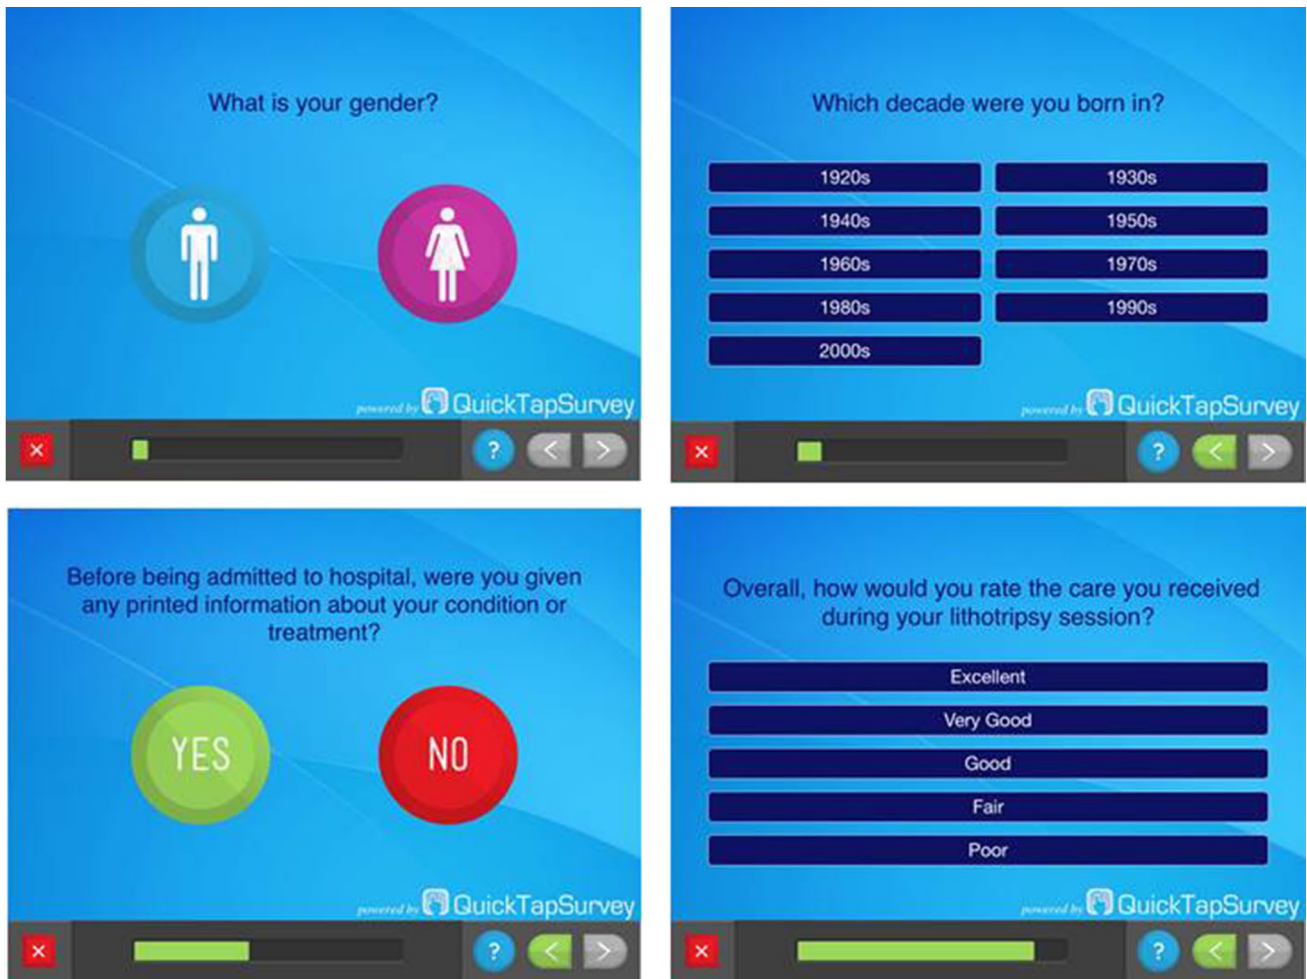 What is your gender?
powered by QuickTapSurvey
?
Which decade were you born in?
1920s
1930s
1940s
1950s
1960s
1970s
1980s
1990s
2000s
powered by QuickTapSurvey
?
Before being admitted to hospital, were you given
any printed information about your condition or
treatment?
YES
NO
powered by QuickTapSurvey
?
Overall, how would you rate the care you received
during your lithotripsy session?
Excellent
Very Good
Good
Fair
Poor
powered by QuickTapSurvey
?